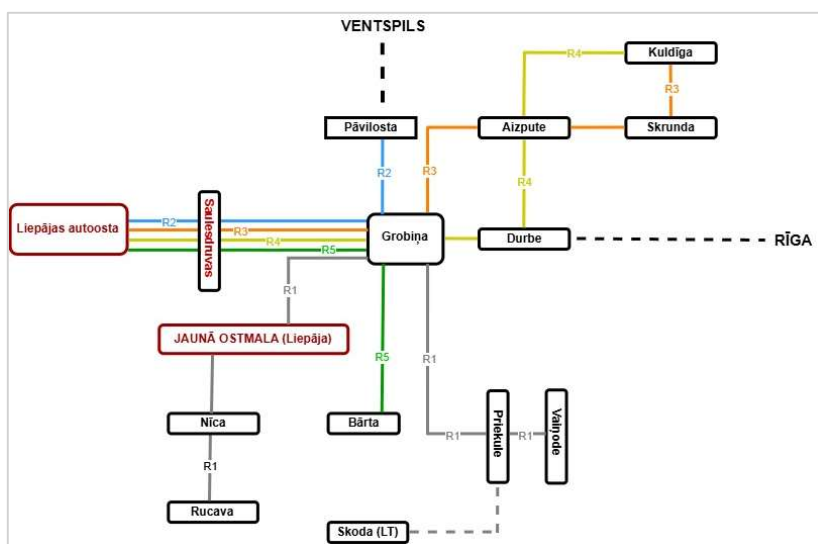 VENTSPILS
R4
Kuldīga
R3
Pāvilosta
Aizpute
Skrunda
R2
R3
R4
Liepājas autoosta
R2
Saulesdruvas
R3
R4
R5
Grobiņa
Durbe
RĪGA
R1
JAUNĀ OSTMALA (Liepāja)
R5
R1
Nīca
Bārta
R1
Priekule
R1
Vaiņode
R1
Rucava
Skoda (LT)